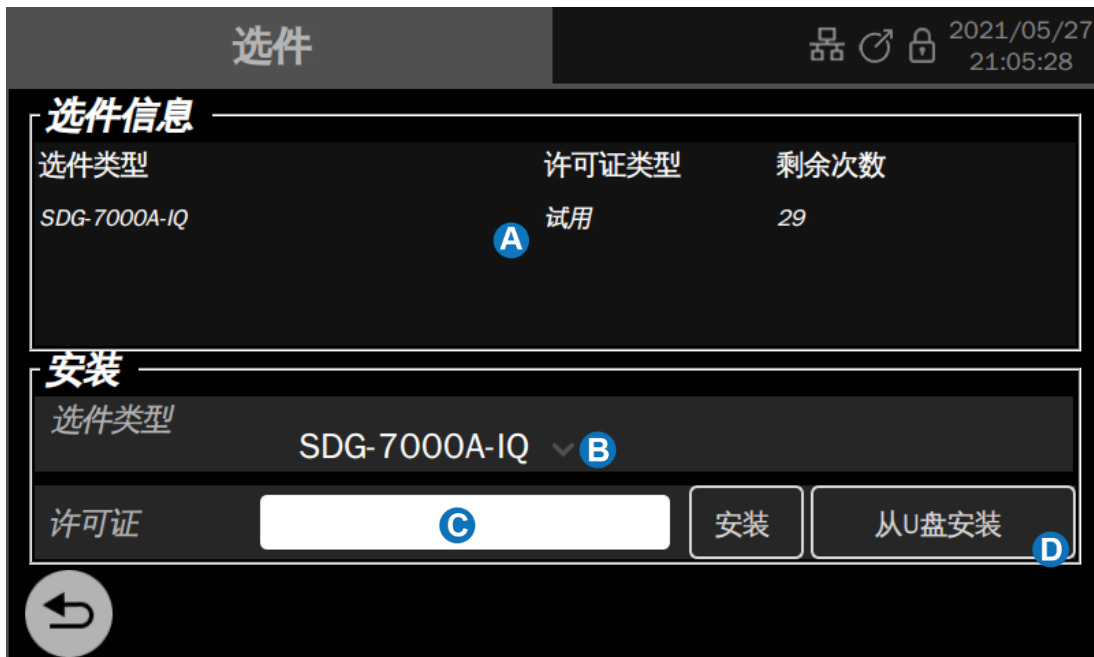 选件
2021/05/27
21:05:28
选件信息
选件类型 许可证类型 剩余次数
SDG-7000A-IQ 试用 29
A
安装
选件类型
SDG-7000A-IQ B
许可证 C 安装 从U盘安装
D